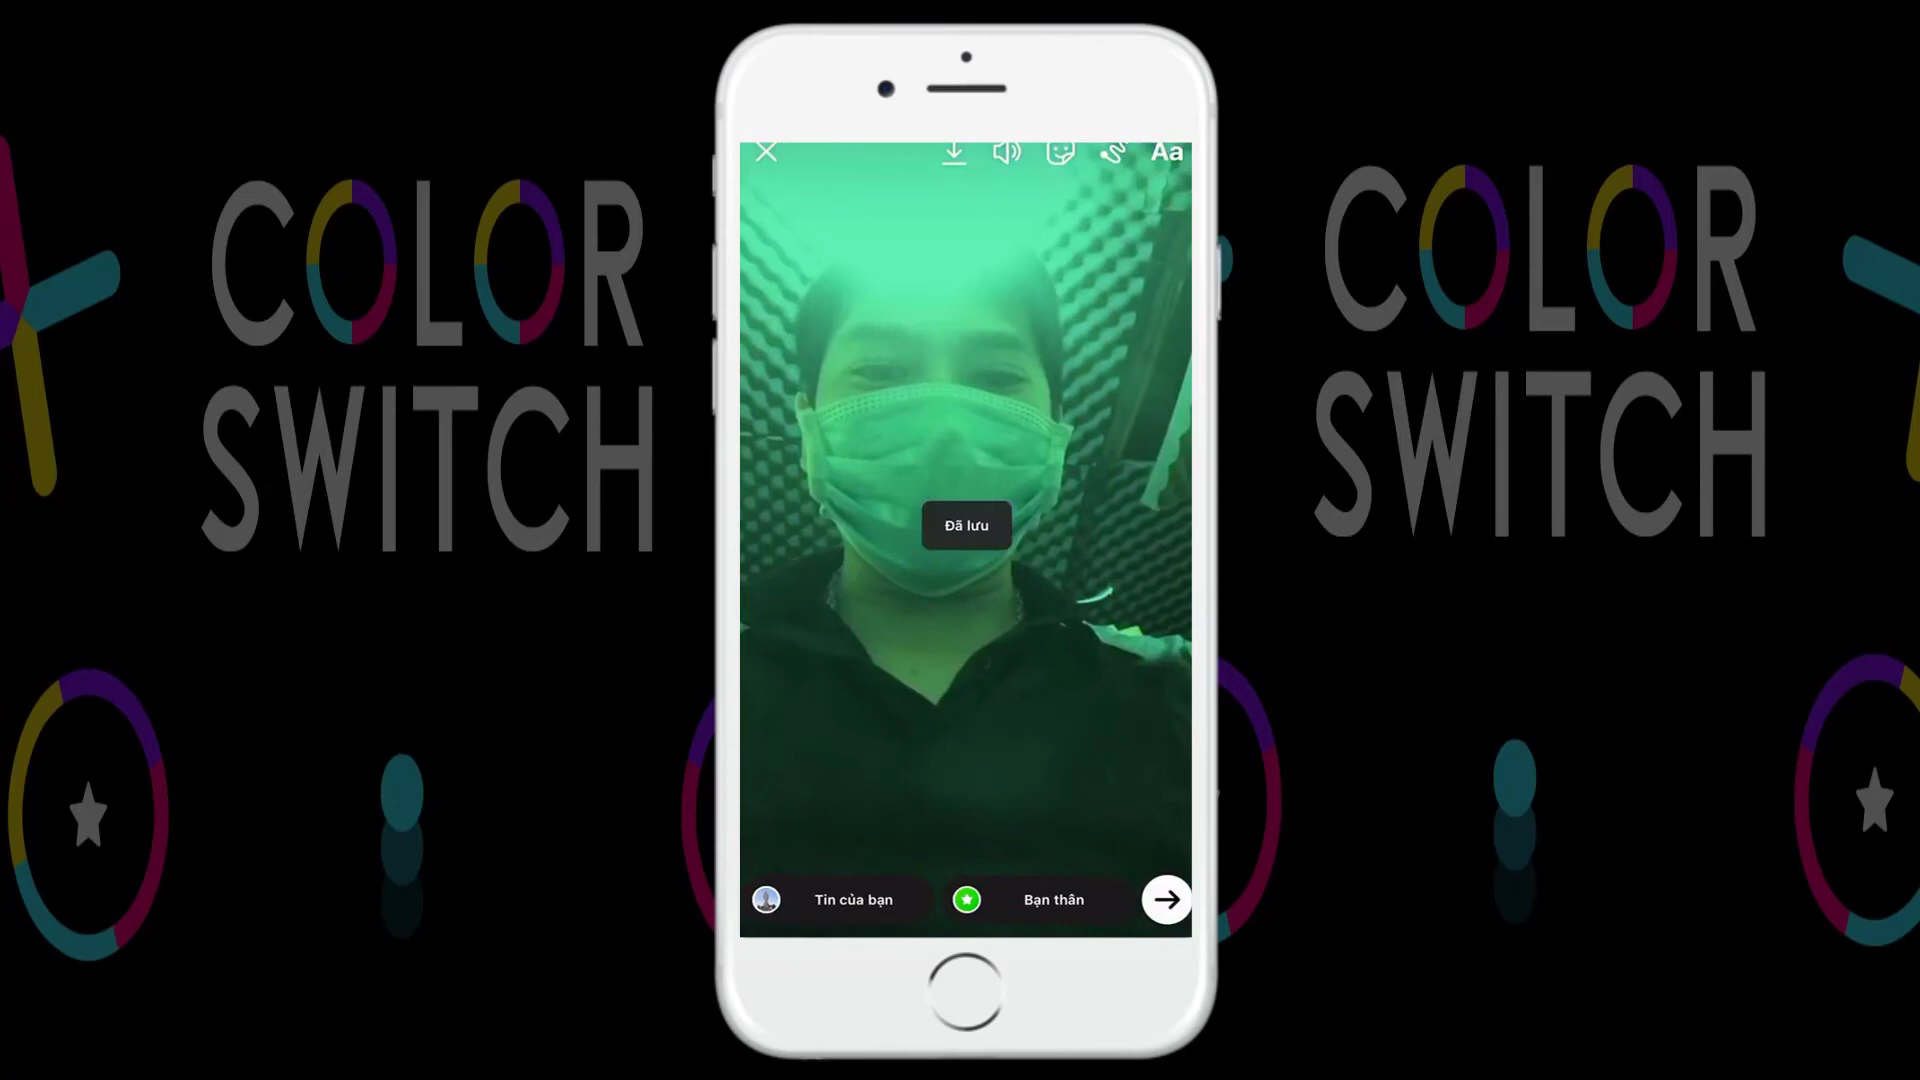 COLOR
SWITCH
Aa
Đã lưu
Tin của bạn
Bạn thân
COLOR
SWITCH